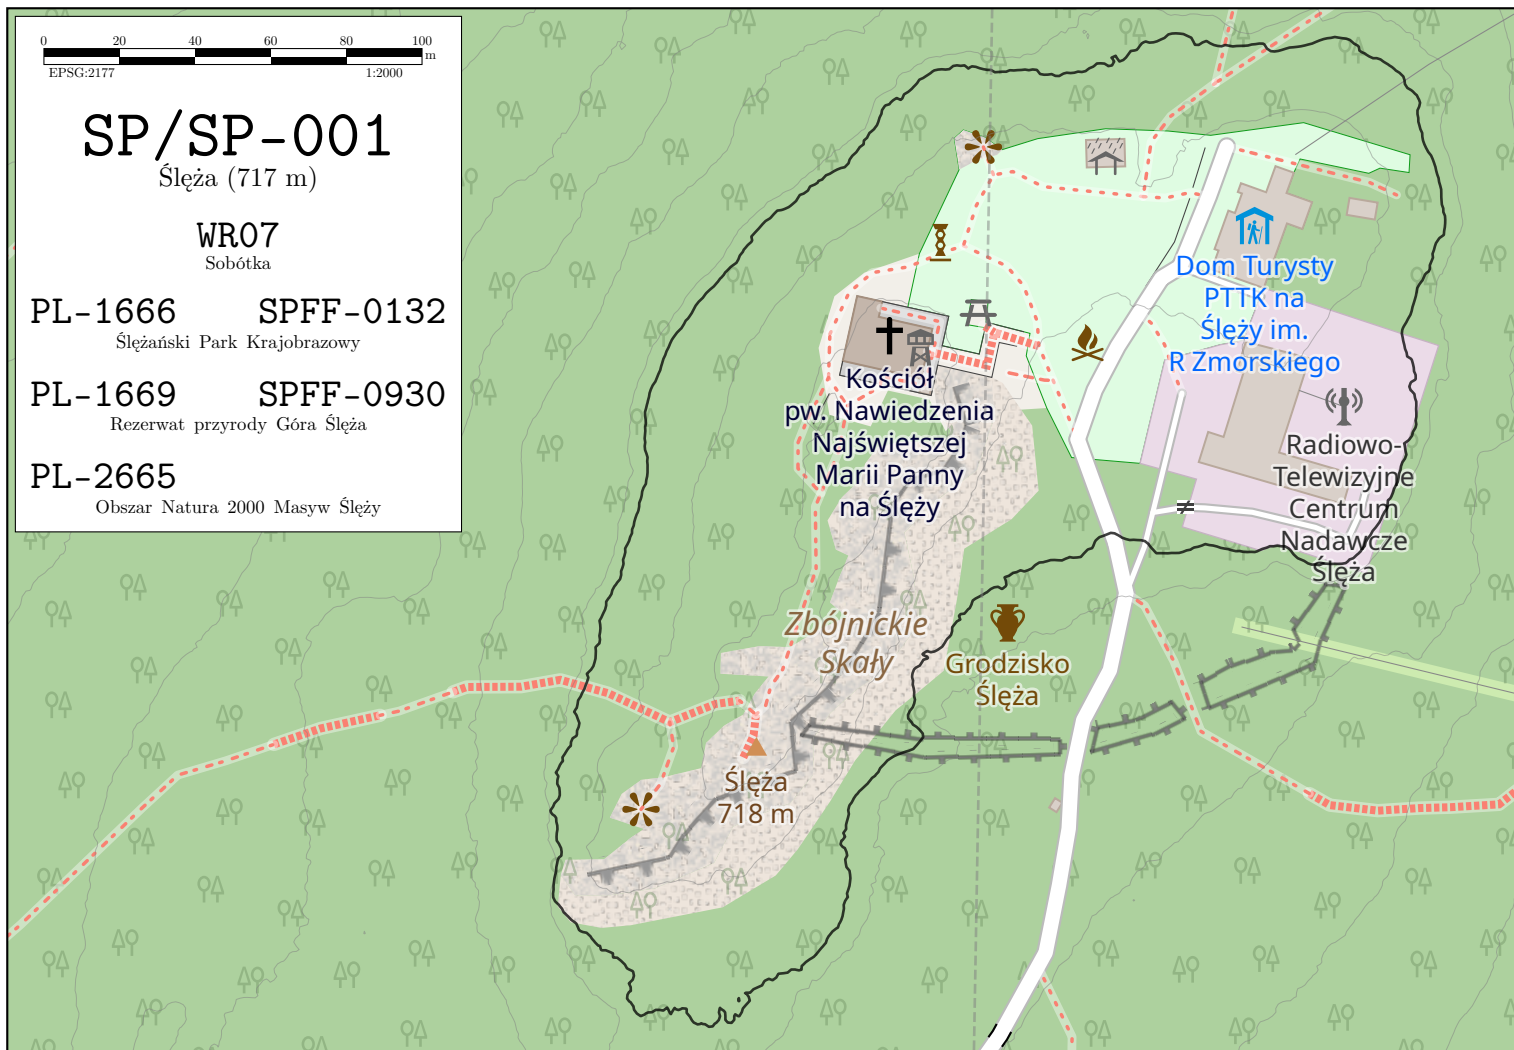 0 20 40 60 80 100
m
EPSG:2177 1:2000
SP/SP-001
Ślęża (717 m)
WR07
Sobótka
PL-1666 SPFF-0132
Ślężański Park Krajobrazowy
PL-1669 SPFF-0930
Rezerwat przyrody Góra Ślęża
PL-2665
Obszar Natura 2000 Masyw Ślęży
Dom Turysty
PTTK na
Ślęży im.
R Zmorskiego
Kościół
pw. Nawiedzenia
Najświętszej
Marii Panny
na Ślęży
Radiowo-
Telewizyjne
Centrum
Nadawcze
Ślęża
Zbójnickie
Skały
Grodzisko
Ślęża
Ślęża
718 m